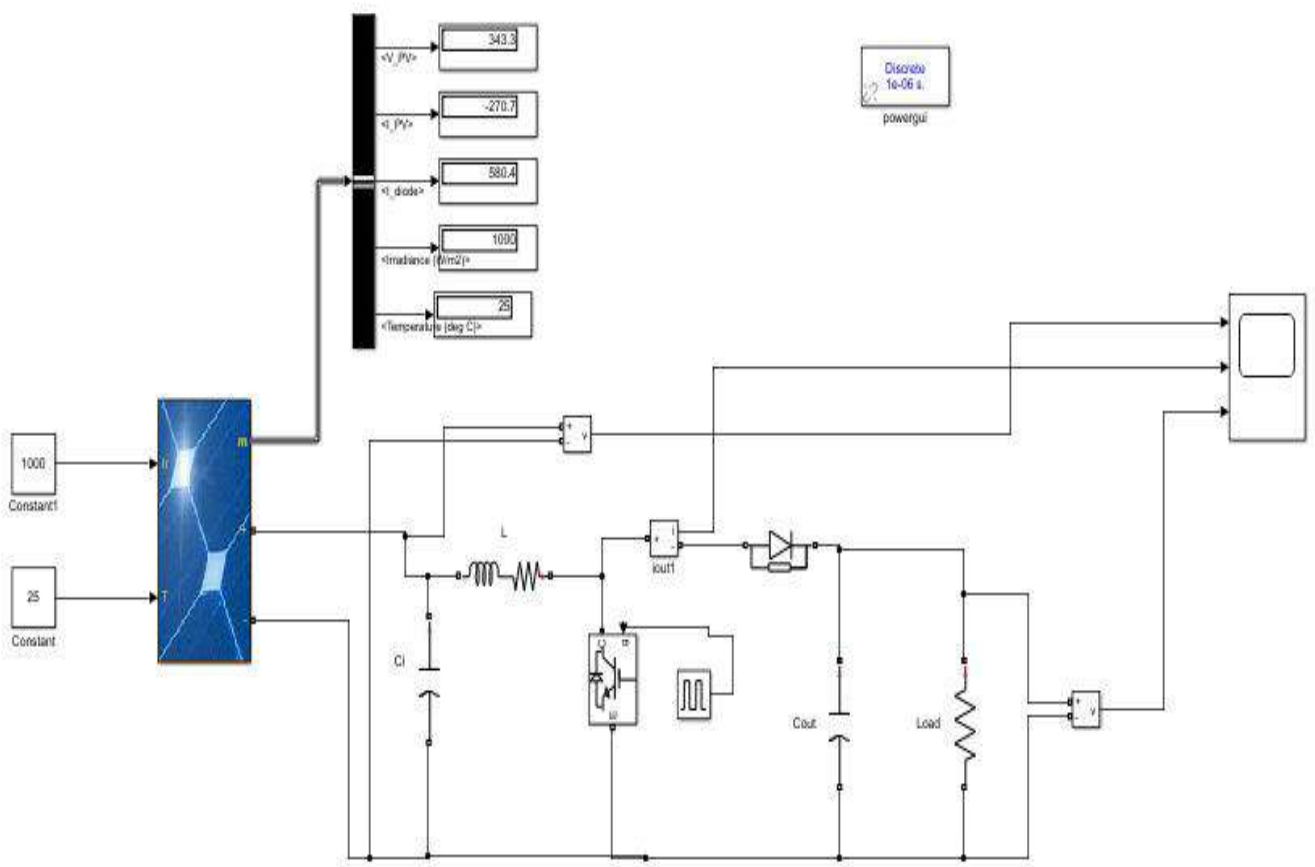 343.3
<V_PV>
-270.7
<I_PV>
580.4
<I_diode>
1000
<Irradiance (W/m2)>
25
<Temperature (deg C)>
Discrete
1e-06 s.
powergui
1000
Constant1
25
Constant
Ir
T
m
+
-
+
-
v
L
+
i
-
iout1
Ci
C
g
E
Cout
Load
+
-
v